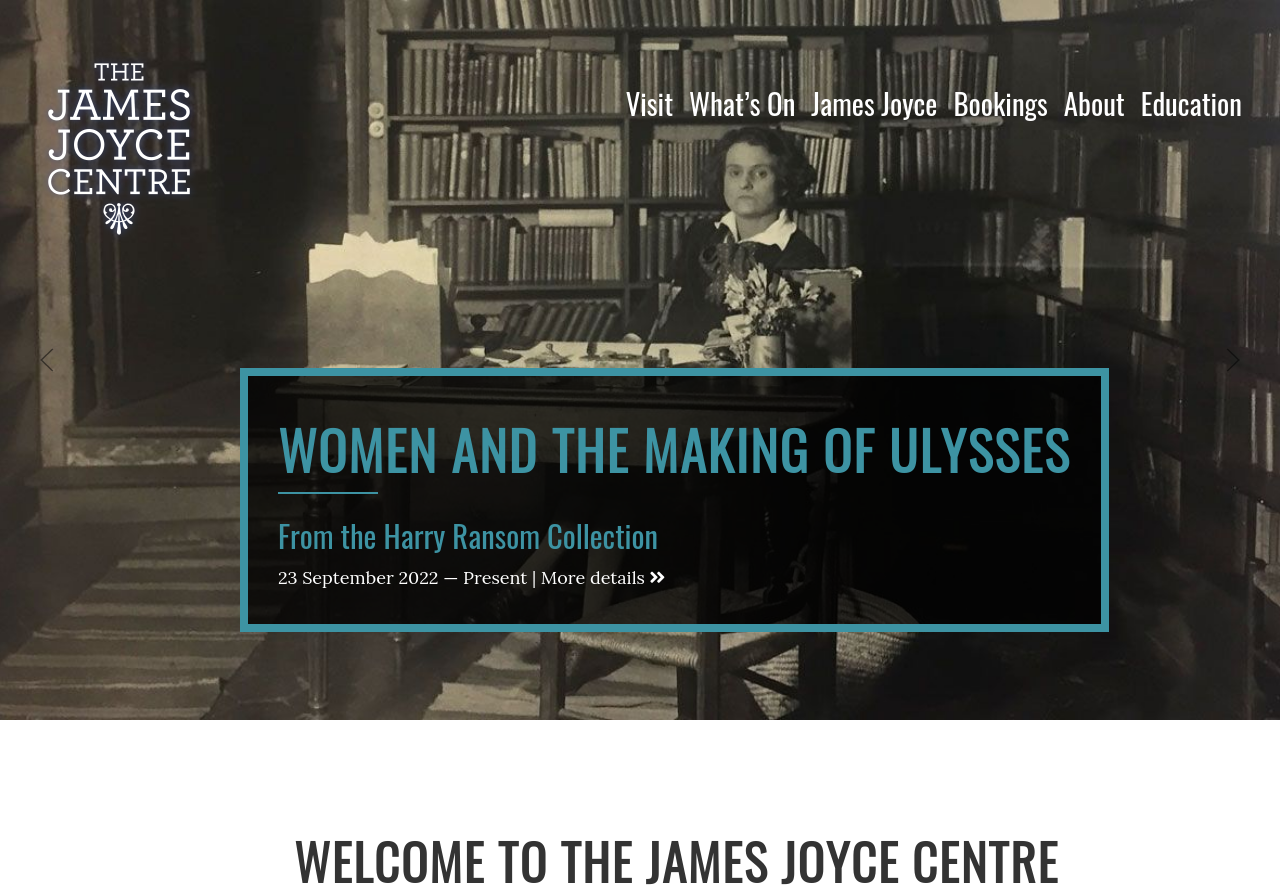 THE
JAMES
JOYCE
CENTRE
Visit What’s On James Joyce Bookings About Education
WOMEN AND THE MAKING OF ULYSSES
From the Harry Ransom Collection
23 September 2022 — Present | More details
WELCOME TO THE JAMES JOYCE CENTRE